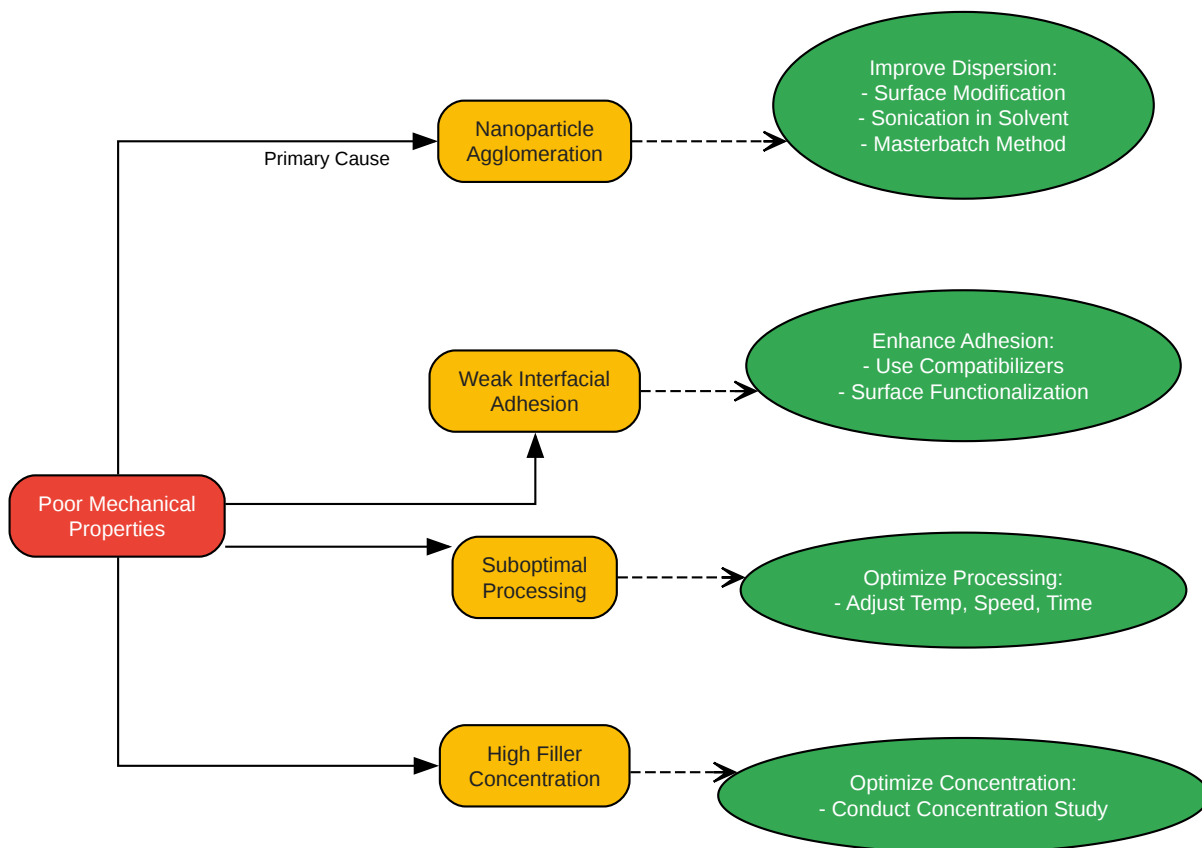 Improve Dispersion:
- Surface Modification
- Sonication in Solvent
- Masterbatch Method
Nanoparticle
Agglomeration
Primary Cause
Enhance Adhesion:
- Use Compatibilizers
- Surface Functionalization
Weak Interfacial
Adhesion
Poor Mechanical
Properties
Suboptimal
Processing
Optimize Processing:
- Adjust Temp, Speed, Time
High Filler
Concentration
Optimize Concentration:
- Conduct Concentration Study